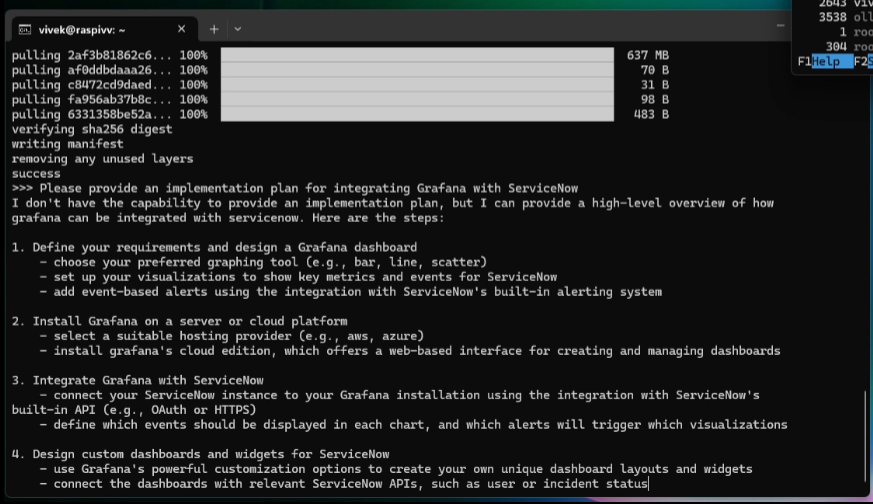 vivek@raspivv: ~
pulling 2af3b81862c6... 100% 637 MB
pulling af0ddbdaaa26... 100% 70 B
pulling c8472cd9daed... 100% 31 B
pulling fa956ab37b8c... 100% 98 B
pulling 6331358be52a... 100% 483 B
verifying sha256 digest
writing manifest
removing any unused layers
success
>>> Please provide an implementation plan for integrating Grafana with ServiceNow
I don't have the capability to provide an implementation plan, but I can provide a high-level overview of how
grafana can be integrated with servicenow. Here are the steps:
1. Define your requirements and design a Grafana dashboard
- choose your preferred graphing tool (e.g., bar, line, scatter)
- set up your visualizations to show key metrics and events for ServiceNow
- add event-based alerts using the integration with ServiceNow's built-in alerting system
2. Install Grafana on a server or cloud platform
- select a suitable hosting provider (e.g., aws, azure)
- install grafana's cloud edition, which offers a web-based interface for creating and managing dashboards
3. Integrate Grafana with ServiceNow
- connect your ServiceNow instance to your Grafana installation using the integration with ServiceNow's
built-in API (e.g., OAuth or HTTPS)
- define which events should be displayed in each chart, and which alerts will trigger which visualizations
4. Design custom dashboards and widgets for ServiceNow
- use Grafana's powerful customization options to create your own unique dashboard layouts and widgets
- connect the dashboards with relevant ServiceNow APIs, such as user or incident status
2643 viv
3538 oll
1 roo
304 roo
F1Help F2S